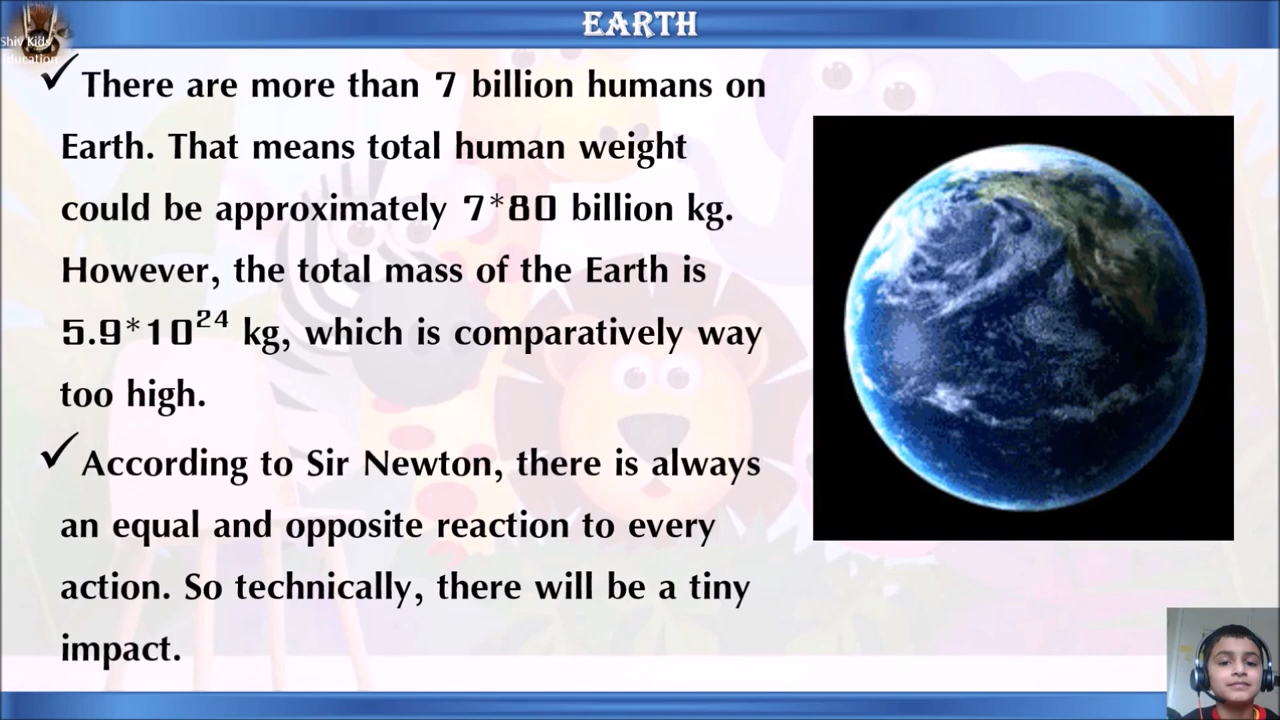 EARTH
Shiv Kids
Education
✓There are more than 7 billion humans on
Earth. That means total human weight
could be approximately 7*80 billion kg.
However, the total mass of the Earth is
5.9*10²⁴ kg, which is comparatively way
too high.
✓According to Sir Newton, there is always
an equal and opposite reaction to every
action. So technically, there will be a tiny
impact.